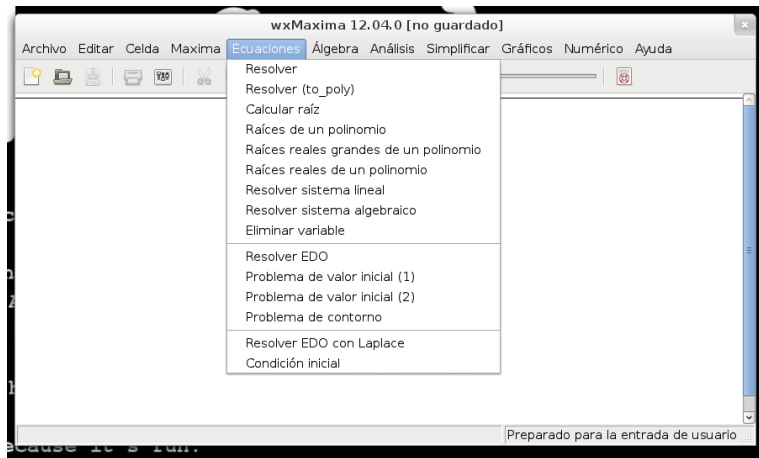 wxMaxima 12.04.0 [no guardado]
Archivo Editar Celda Maxima Ecuaciones Álgebra Análisis Simplificar Gráficos Numérico Ayuda
Resolver
Resolver (to_poly)
Calcular raíz
Raíces de un polinomio
Raíces reales grandes de un polinomio
Raíces reales de un polinomio
Resolver sistema lineal
Resolver sistema algebraico
Eliminar variable
Resolver EDO
Problema de valor inicial (1)
Problema de valor inicial (2)
Problema de contorno
Resolver EDO con Laplace
Condición inicial
Preparado para la entrada de usuario